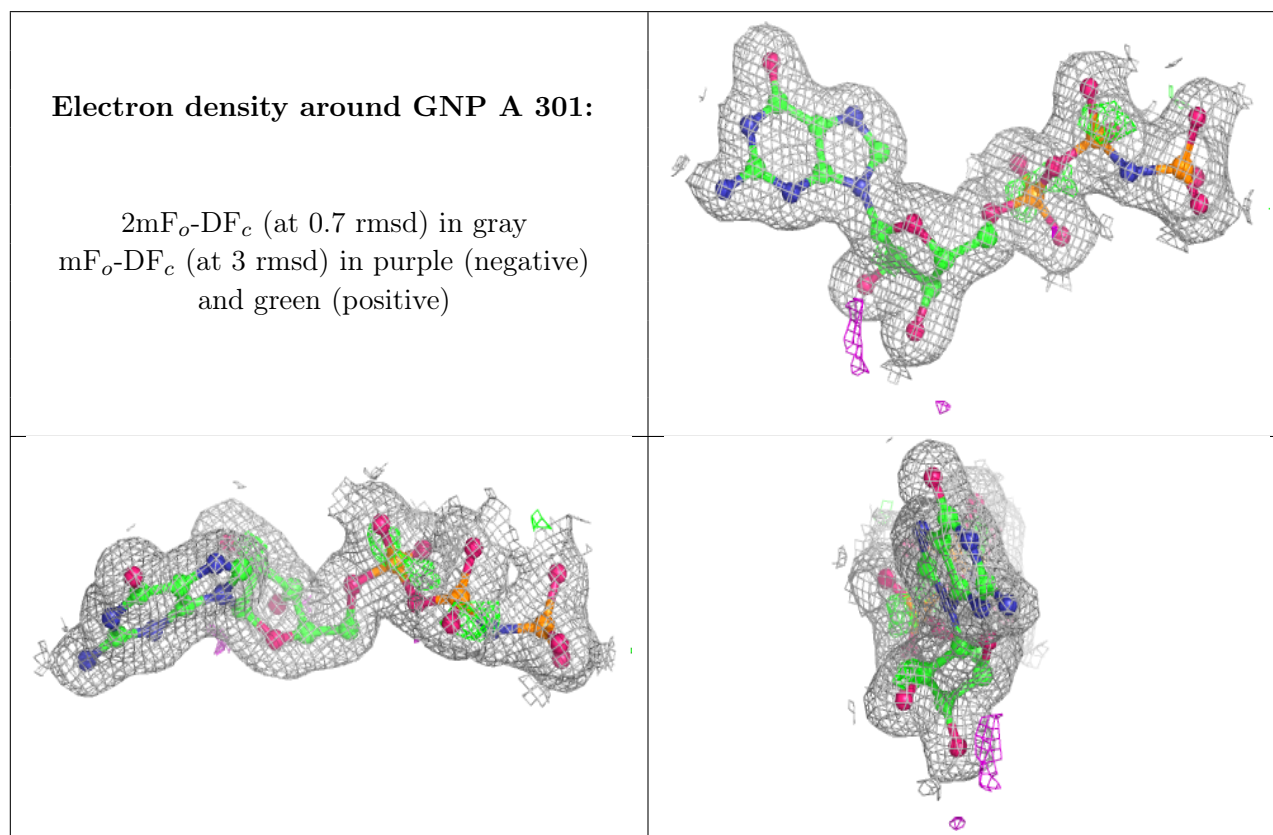 Electron density around GNP A 301:
2mFo-DFc (at 0.7 rmsd) in gray
mFo-DFc (at 3 rmsd) in purple (negative)
and green (positive)